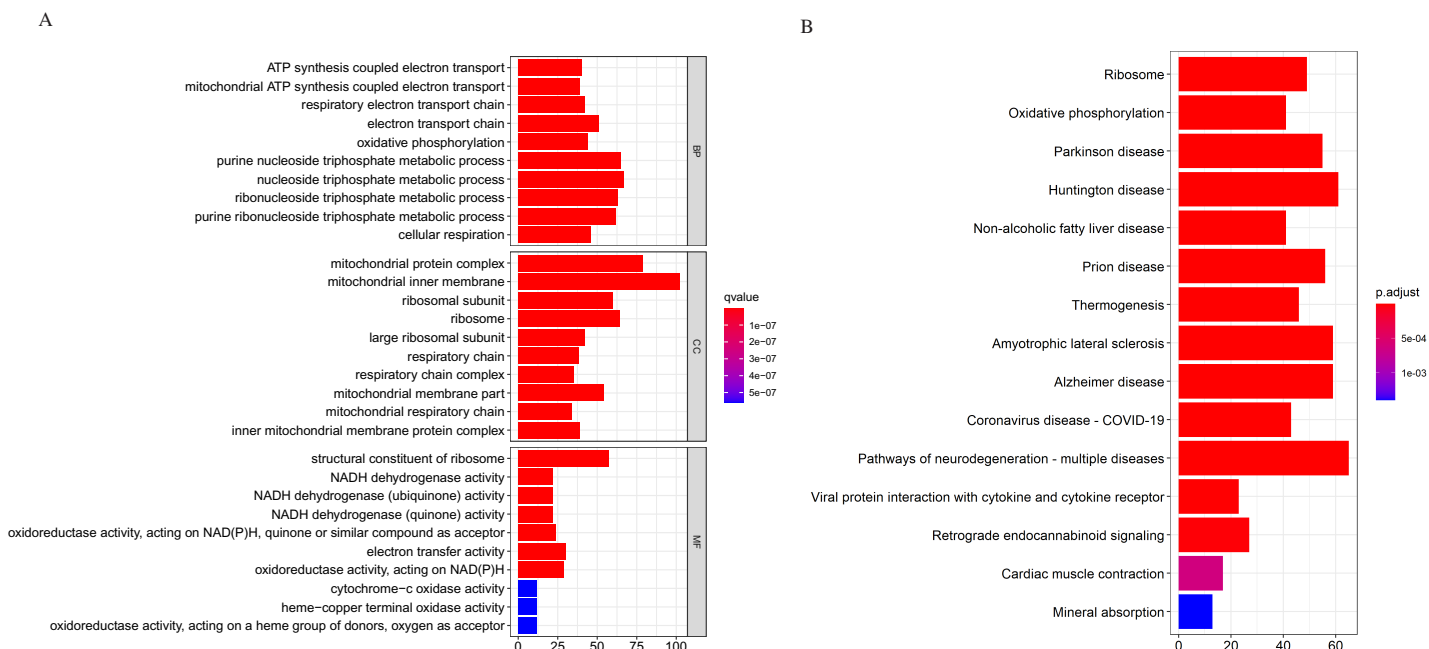 A
ATP synthesis coupled electron transport
mitochondrial ATP synthesis coupled electron transport
respiratory electron transport chain
electron transport chain
oxidative phosphorylation
purine nucleoside triphosphate metabolic process
nucleoside triphosphate metabolic process
ribonucleoside triphosphate metabolic process
purine ribonucleoside triphosphate metabolic process
cellular respiration
BP
mitochondrial protein complex
mitochondrial inner membrane
ribosomal subunit
ribosome
large ribosomal subunit
respiratory chain
respiratory chain complex
mitochondrial membrane part
mitochondrial respiratory chain
inner mitochondrial membrane protein complex
CC
structural constituent of ribosome
NADH dehydrogenase activity
NADH dehydrogenase (ubiquinone) activity
NADH dehydrogenase (quinone) activity
oxidoreductase activity, acting on NAD(P)H, quinone or similar compound as acceptor
electron transfer activity
oxidoreductase activity, acting on NAD(P)H
cytochrome−c oxidase activity
heme−copper terminal oxidase activity
oxidoreductase activity, acting on a heme group of donors, oxygen as acceptor
MF
0 25 50 75 100
qvalue
1e−07
2e−07
3e−07
4e−07
5e−07
B
Ribosome
Oxidative phosphorylation
Parkinson disease
Huntington disease
Non-alcoholic fatty liver disease
Prion disease
Thermogenesis
Amyotrophic lateral sclerosis
Alzheimer disease
Coronavirus disease - COVID-19
Pathways of neurodegeneration - multiple diseases
Viral protein interaction with cytokine and cytokine receptor
Retrograde endocannabinoid signaling
Cardiac muscle contraction
Mineral absorption
0 20 40 60
p.adjust
5e-04
1e-03